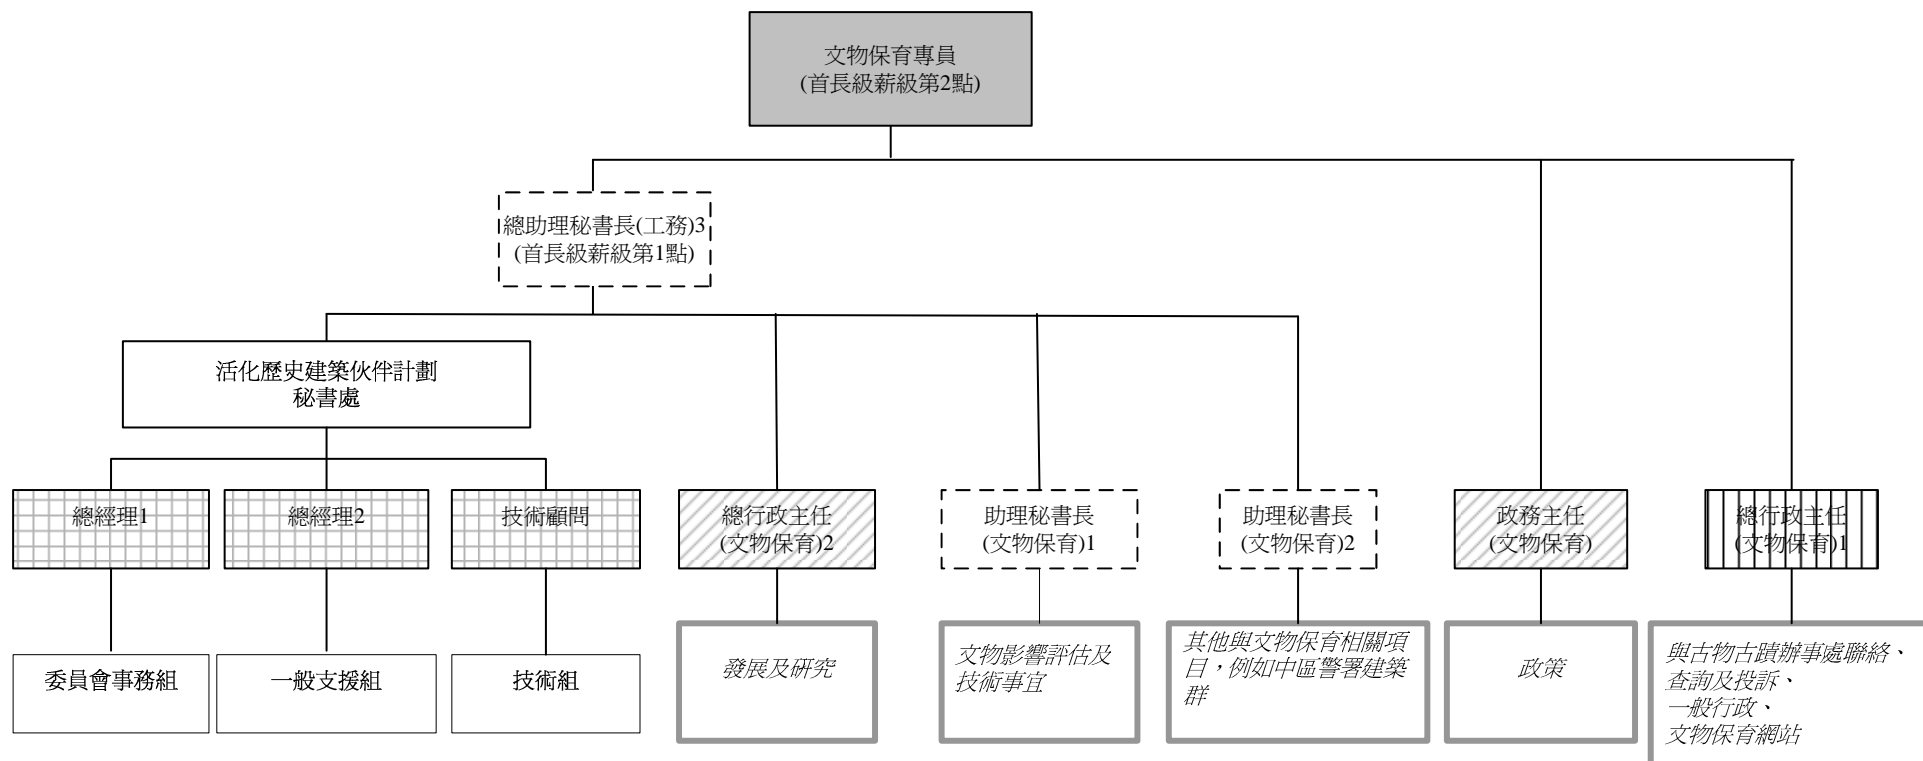 文物保育專員
(首長級薪級第2點)
總助理秘書長(工務)3
(首長級薪級第1點)
活化歷史建築伙伴計劃
秘書處
總經理1
總經理2
技術顧問
總行政主任
(文物保育)2
助理秘書長
(文物保育)1
助理秘書長
(文物保育)2
政務主任
(文物保育)
總行政主任
(文物保育)1
委員會事務組
一般支援組
技術組
發展及研究
文物影響評估及
技術事宜
其他與文物保育相關項
目，例如中區警署建築
群
政策
與古物古蹟辦事處聯絡、
查詢及投訴、
一般行政、
文物保育網站